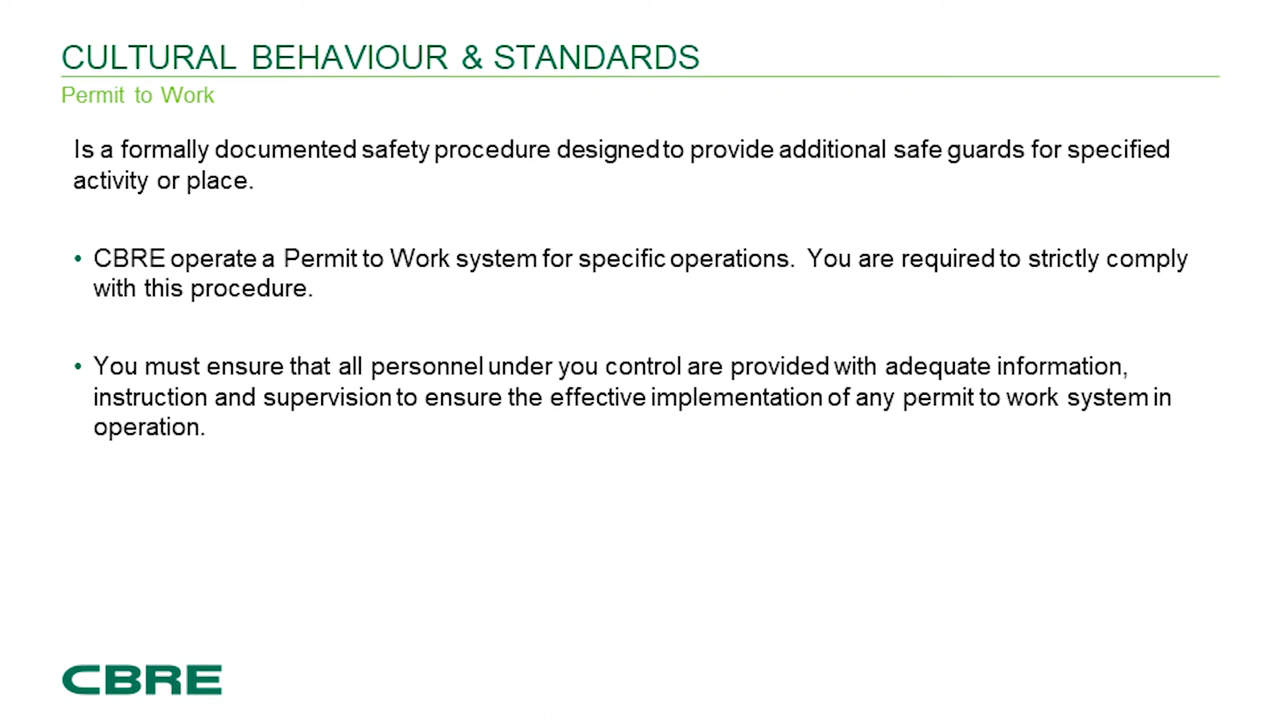 CULTURAL BEHAVIOUR & STANDARDS
Permit to Work
Is a formally documented safety procedure designed to provide additional safe guards for specified
activity or place.
• CBRE operate a Permit to Work system for specific operations.  You are required to strictly comply
with this procedure.
• You must ensure that all personnel under you control are provided with adequate information,
instruction and supervision to ensure the effective implementation of any permit to work system in
operation.
CBRE